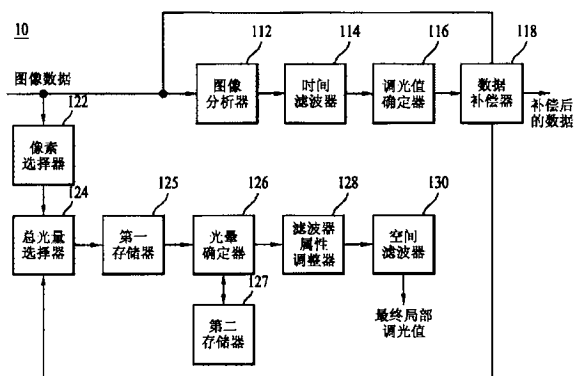 10
112
114
116
118
图像数据
图像
分析器
时间
滤波器
调光值
确定器
数据
补偿器
补偿后
的数据
122
像素
选择器
124
125
126
128
130
总光量
选择器
第一
存储器
光晕
确定器
滤波器
属性
调整器
空间
滤波器
127
第二
存储器
最终局部
调光值